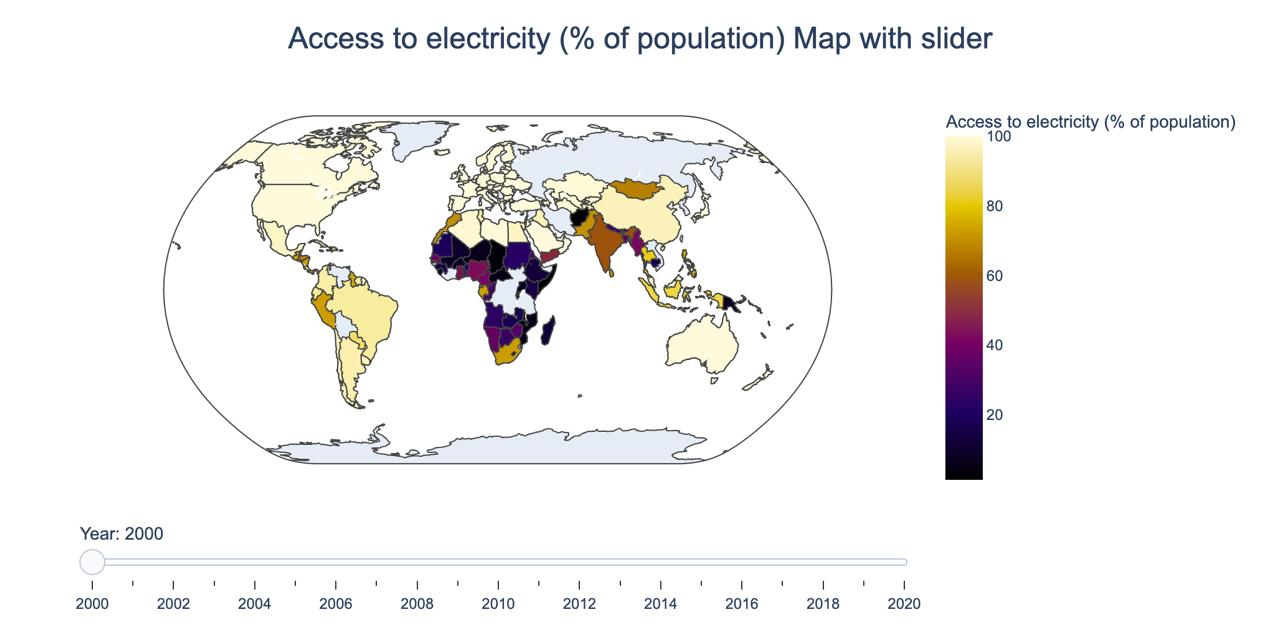 Access to electricity (% of population) Map with slider
Access to electricity (% of population)
100
80
60
40
20
Year: 2000
2000 2002 2004 2006 2008 2010 2012 2014 2016 2018 2020